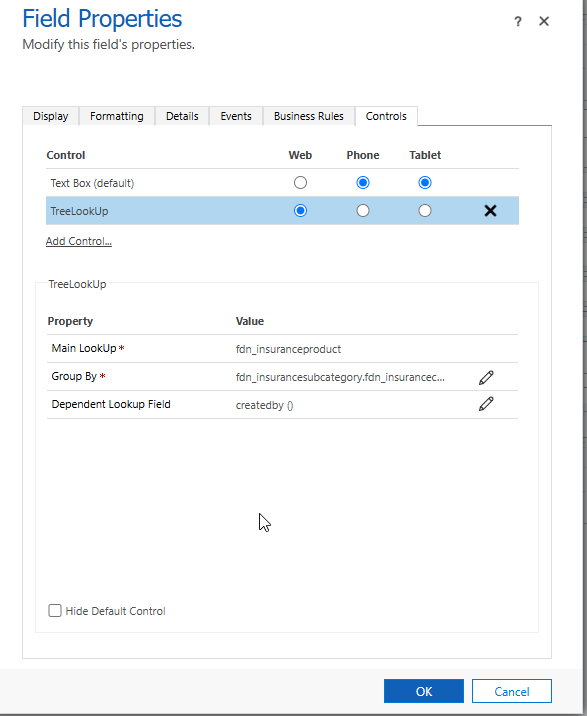 Field Properties
? ×
Modify this field's properties.
Display Formatting Details Events Business Rules Controls
Control Web Phone Tablet
Text Box (default)
TreeLookUp
Add Control...
TreeLookUp
Property Value
Main LookUp * fdn_insuranceproduct
Group By * fdn_insurancesubcategory.fdn_insurancec...
Dependent Lookup Field createdby ()
Hide Default Control
OK Cancel